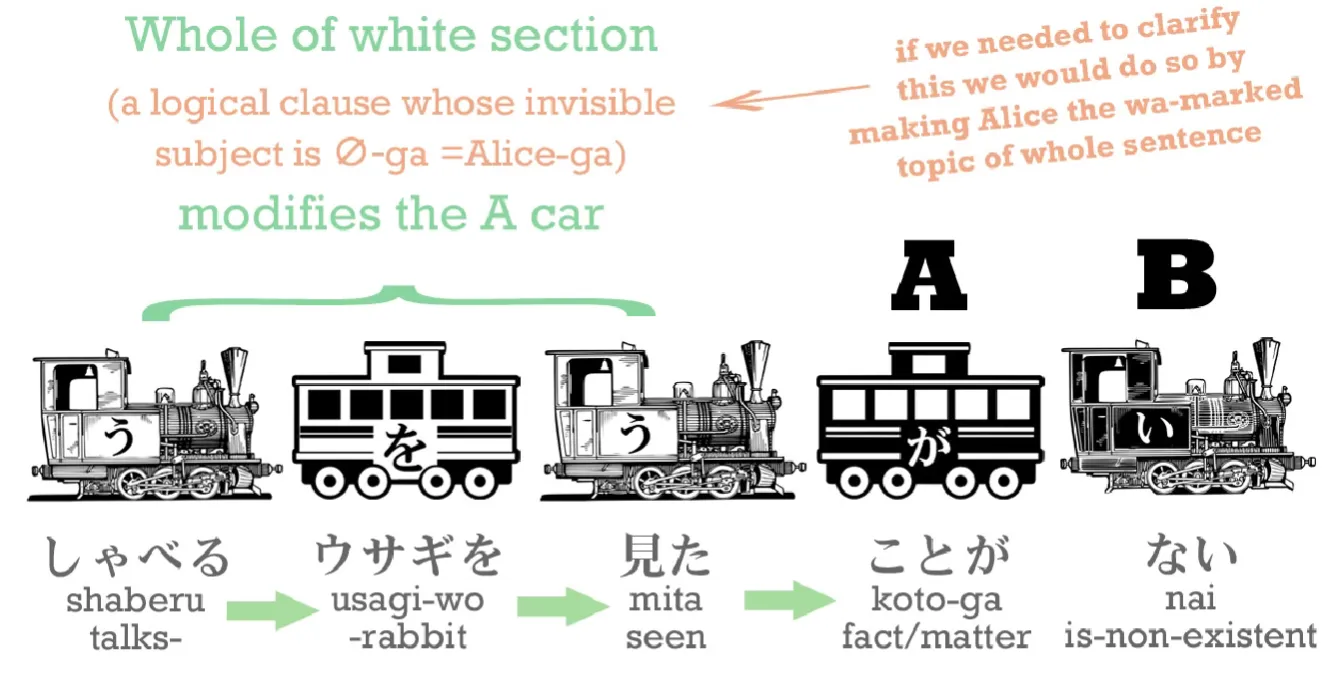 Whole of white section
(a logical clause whose invisible
subject is ∅-ga =Alice-ga)
modifies the A car
if we needed to clarify
this we would do so by
making Alice the wa-marked
topic of whole sentence
A B
う を う が い
しゃべる ウサギを 見た ことが ない
shaberu usagi-wo mita koto-ga nai
talks- -rabbit seen fact/matter is-non-existent